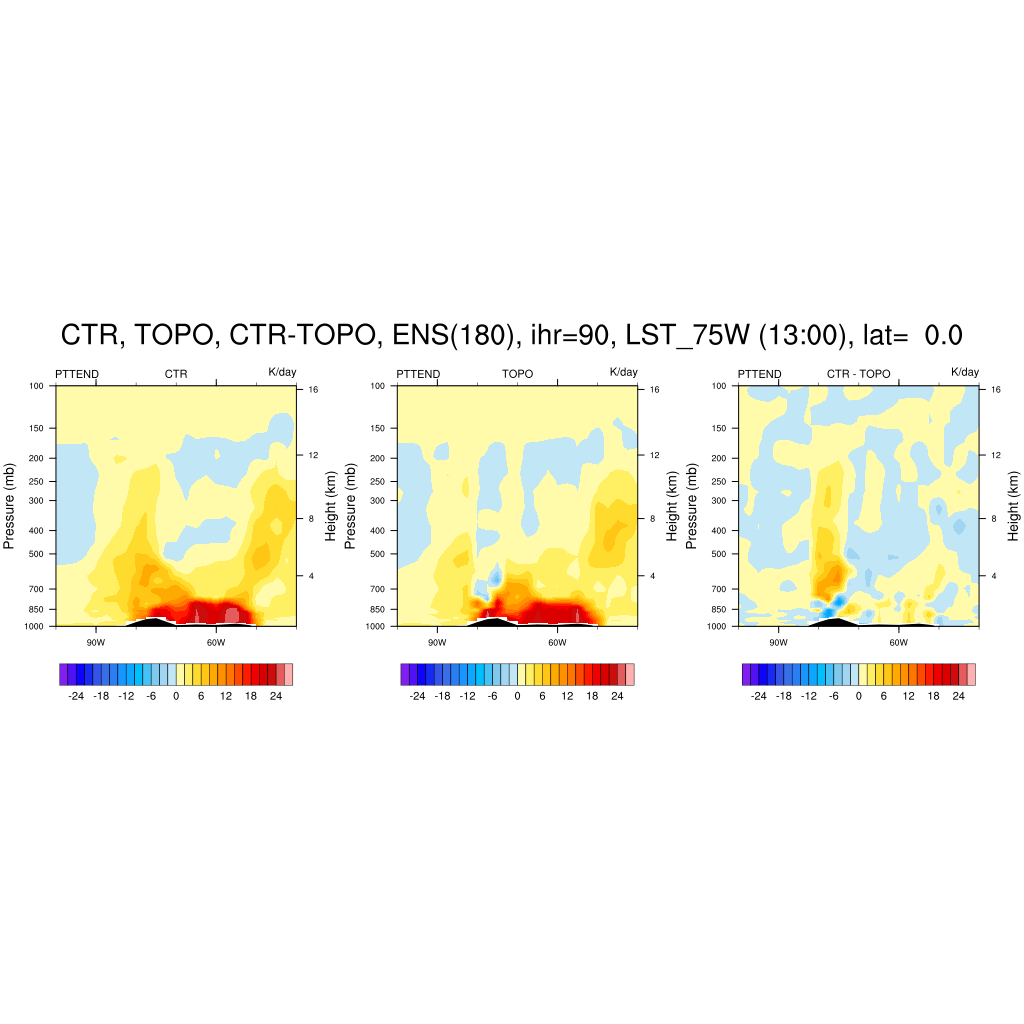 CTR, TOPO, CTR-TOPO, ENS(180), ihr=90, LST_75W (13:00), lat= 0.0
PTTEND CTR K/day
100
150
200
250
300
400
500
700
850
1000
Pressure (mb)
16
12
8
4
Height (km)
90W 60W
-24 -18 -12 -6 0 6 12 18 24
PTTEND TOPO K/day
100
150
200
250
300
400
500
700
850
1000
Pressure (mb)
16
12
8
4
Height (km)
90W 60W
-24 -18 -12 -6 0 6 12 18 24
PTTEND CTR - TOPO K/day
100
150
200
250
300
400
500
700
850
1000
Pressure (mb)
16
12
8
4
Height (km)
90W 60W
-24 -18 -12 -6 0 6 12 18 24